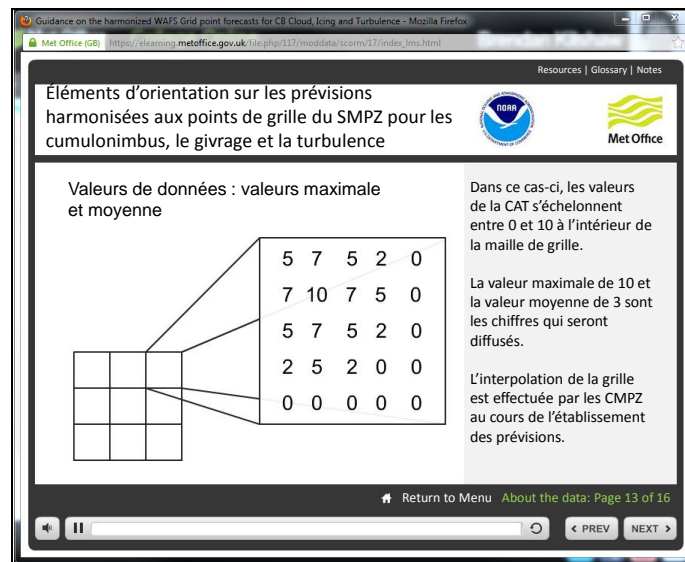 Guidance on the harmonized WAFS Grid point forecasts for CB Cloud, Icing and Turbulence - Mozilla Firefox
Met Office (GB) https://elearning.metoffice.gov.uk/file.php/117/moddata/scorm/17/index_lms.html
Resources | Glossary | Notes
Éléments d'orientation sur les prévisions
harmonisées aux points de grille du SMPZ pour les
cumulonimbus, le givrage et la turbulence
NOAA
Met Office
Valeurs de données : valeurs maximale
et moyenne
5 7 5 2 0
7 10 7 5 0
5 7 5 2 0
2 5 2 0 0
0 0 0 0 0
Dans ce cas-ci, les valeurs
de la CAT s'échelonnent
entre 0 et 10 à l'intérieur de
la maille de grille.
La valeur maximale de 10 et
la valeur moyenne de 3 sont
les chiffres qui seront
diffusés.
L'interpolation de la grille
est effectuée par les CMPZ
au cours de l'établissement
des prévisions.
Return to Menu About the data: Page 13 of 16
PREV NEXT